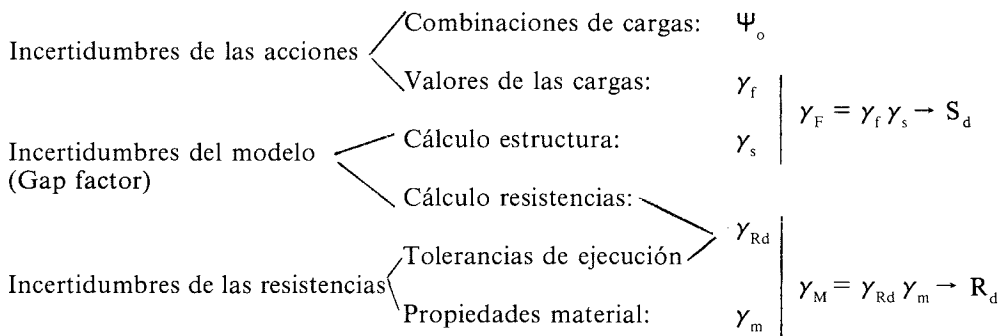 Combinaciones de cargas: Ψo
Incertidumbres de las acciones
Valores de las cargas: γf
γF = γf γs → Sd
Cálculo estructura: γs
Incertidumbres del modelo
(Gap factor)
Cálculo resistencias:
γRd
Tolerancias de ejecución
Incertidumbres de las resistencias
γM = γRd γm → Rd
Propiedades material: γm